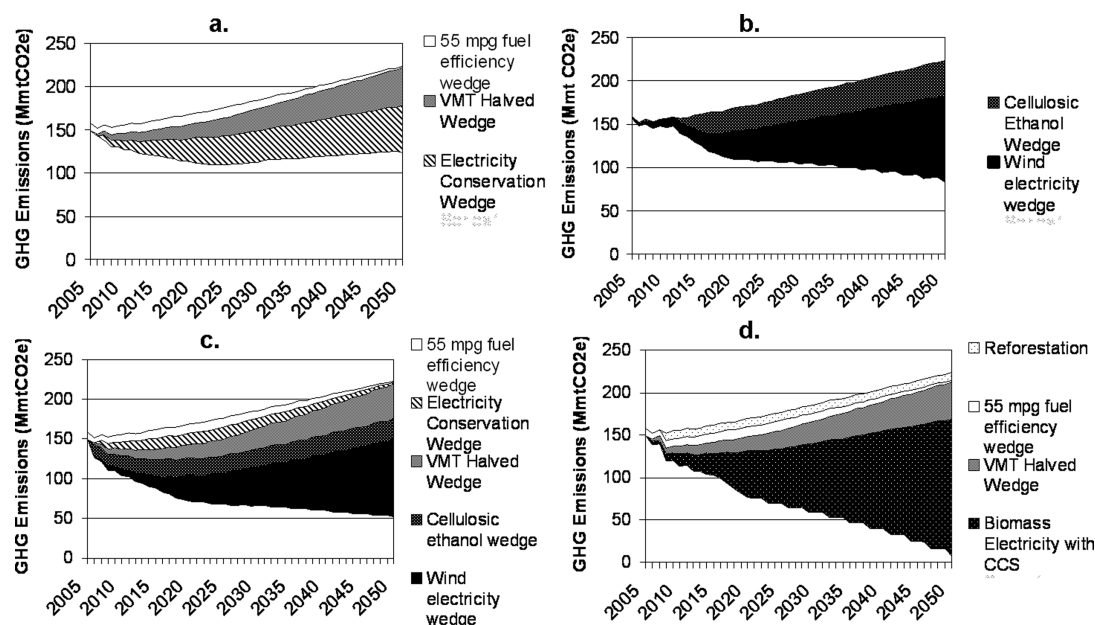 a.
GHG Emissions (MmtCO2e)
250
200
150
100
50
0
2005
2010
2015
2020
2025
2030
2035
2040
2045
2050
55 mpg fuel
efficiency
wedge
VMT Halved
Wedge
Electricity
Conservation
Wedge
b.
GHG Emissions (Mmt CO2e)
250
200
150
100
50
0
2005
2010
2015
2020
2025
2030
2035
2040
2045
2050
Cellulosic
Ethanol
Wedge
Wind
electricity
wedge
c.
GHG Emissions (MmtCO2e)
250
200
150
100
50
0
2005
2010
2015
2020
2025
2030
2035
2040
2045
2050
55 mpg fuel
efficiency
wedge
Electricity
Conservation
Wedge
VMT Halved
Wedge
Cellulosic
ethanol wedge
Wind
electricity
wedge
d.
GHG Emissions (MmtCO2e)
250
200
150
100
50
0
2005
2010
2015
2020
2025
2030
2035
2040
2045
2050
Reforestation
55 mpg fuel
efficiency
wedge
VMT Halved
Wedge
Biomass
Electricity with
CCS